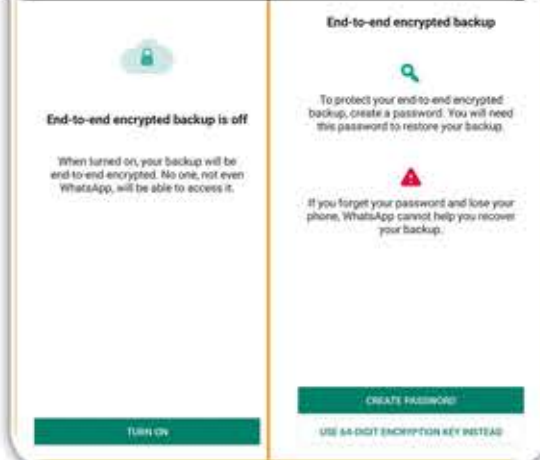 End-to-end encrypted backup is off
When turned on, your backup will be
end-to-end encrypted. No one, not even
WhatsApp, will be able to access it.
TURN ON
End-to-end encrypted backup
To protect your end-to-end encrypted
backup, create a password. You will need
this password to restore your backup.
If you forget your password and lose your
phone, WhatsApp cannot help you recover
your backup.
CREATE PASSWORD
USE 64-DIGIT ENCRYPTION KEY INSTEAD